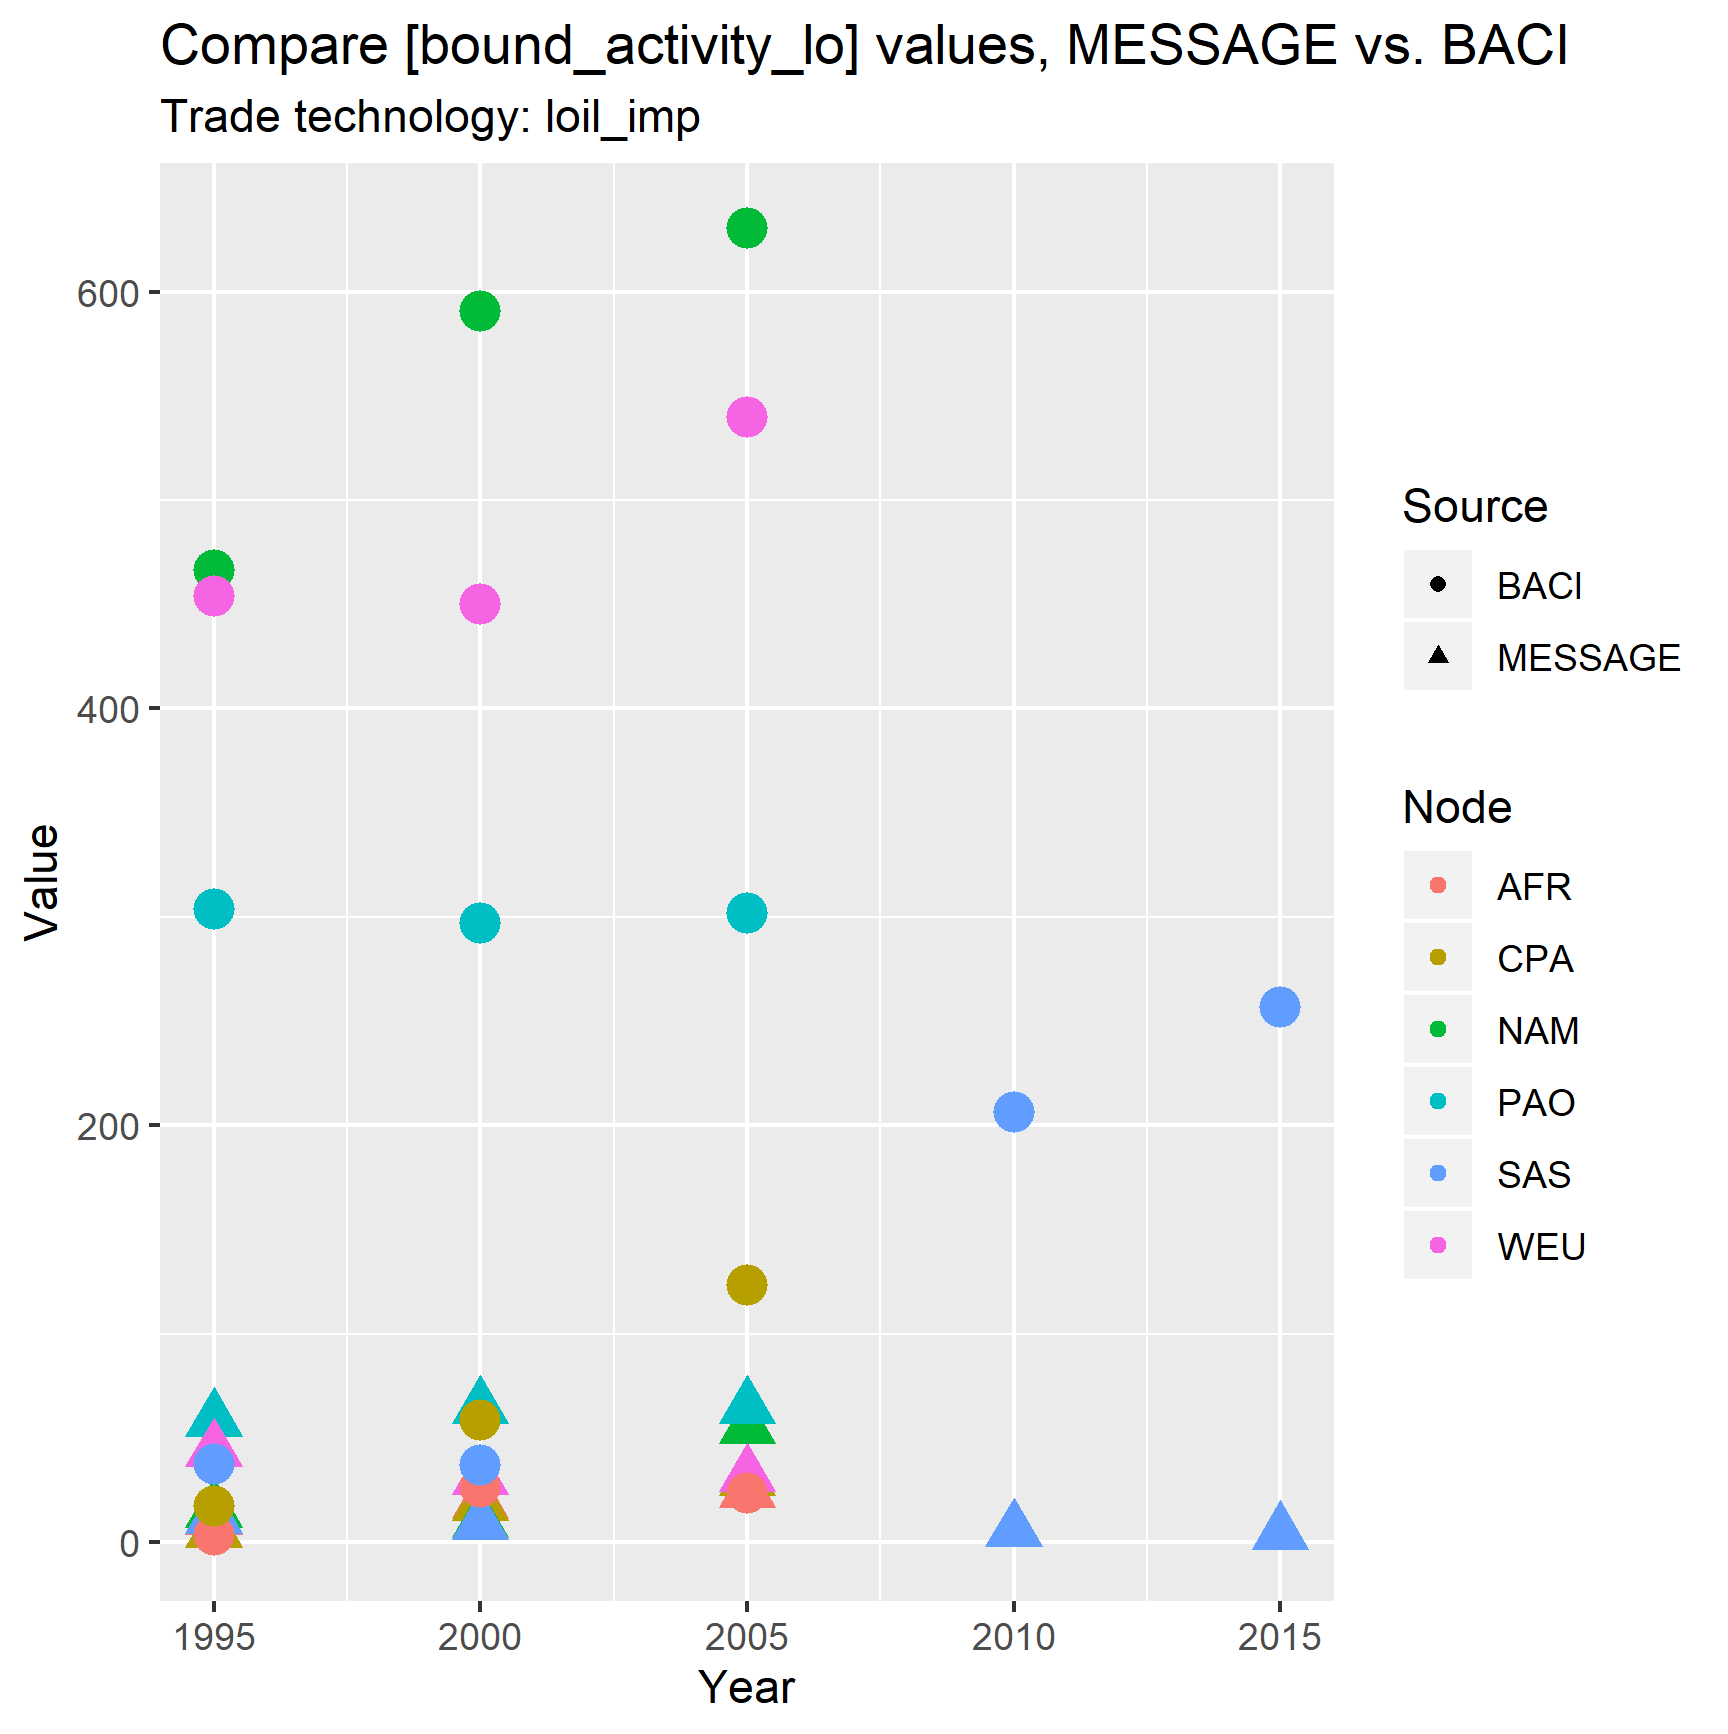 Compare [bound_activity_lo] values, MESSAGE vs. BACI
Trade technology: loil_imp
600
400
200
0
Value
1995 2000 2005 2010 2015
Year
Source
BACI
MESSAGE
Node
AFR
CPA
NAM
PAO
SAS
WEU